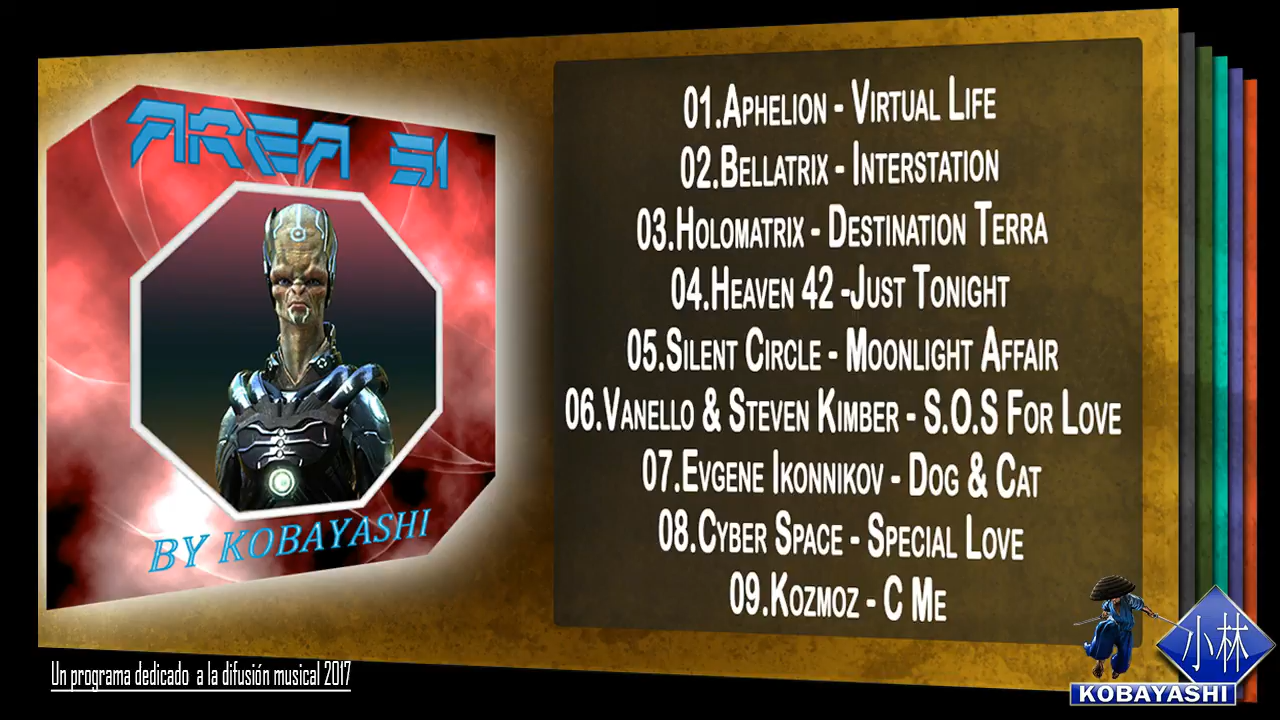 AREA 51
BY KOBAYASHI
01.Aphelion - Virtual Life
02.Bellatrix - Interstation
03.Holomatrix - Destination Terra
04.Heaven 42 -Just Tonight
05.Silent Circle - Moonlight Affair
06.Vanello & Steven Kimber - S.O.S For Love
07.Evgene Ikonnikov - Dog & Cat
08.Cyber Space - Special Love
09.Kozmoz - C Me
Un programa dedicado a la difusión musical 2017
小林
KOBAYASHI